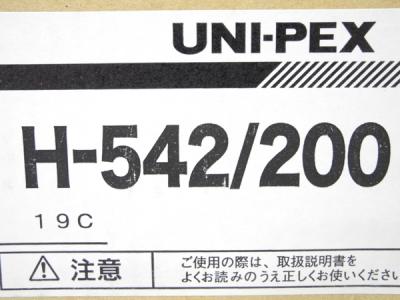 UNI-PEX
H-542/200
19C
⚠ 注意
ご使用の際は、取扱説明書を
よくお読みのうえ正しくお使いください